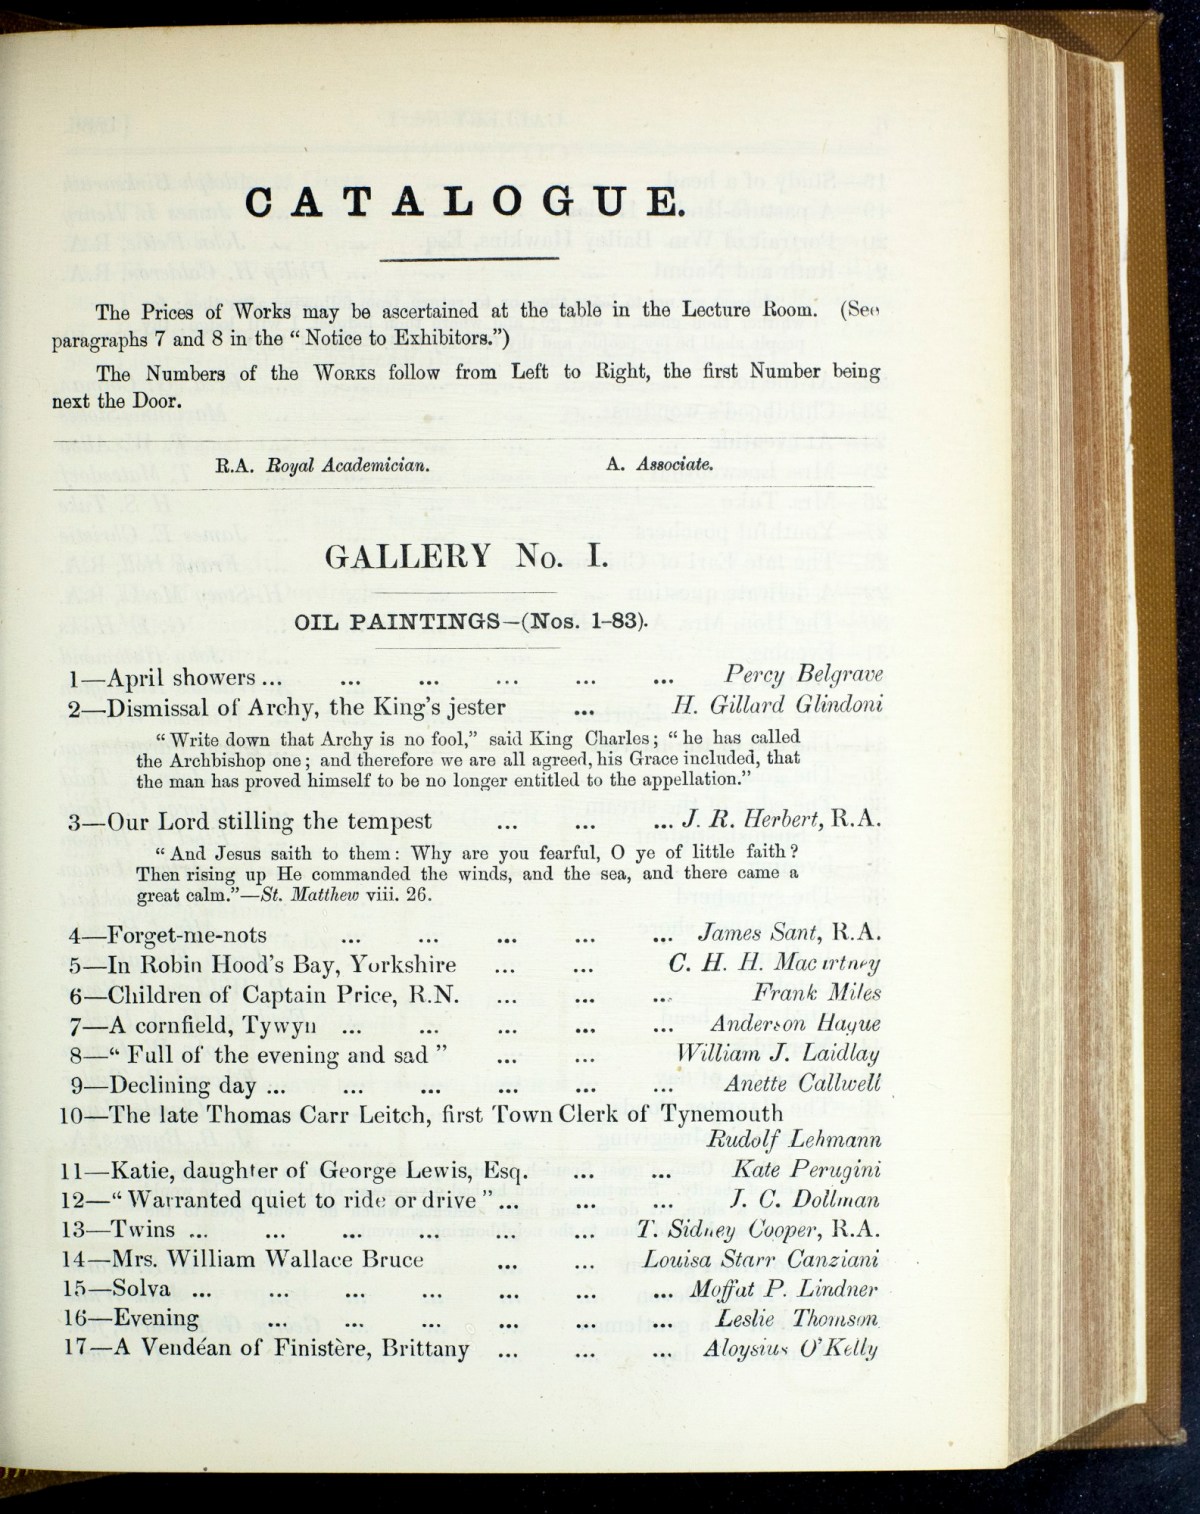 CATALOGUE.
The Prices of Works may be ascertained at the table in the Lecture Room. (See
paragraphs 7 and 8 in the “Notice to Exhibitors.”)
The Numbers of the Works follow from Left to Right, the first Number being
next the Door.
R.A. Royal Academician. A. Associate.
GALLERY No. I.
OIL PAINTINGS—(Nos. 1-83).
1—April showers ... ... ... ... ... ... Percy Belgrave
2—Dismissal of Archy, the King's jester ... H. Gillard Glindoni
“Write down that Archy is no fool,” said King Charles; “he has called
the Archbishop one; and therefore we are all agreed, his Grace included, that
the man has proved himself to be no longer entitled to the appellation.”
3—Our Lord stilling the tempest ... ... ... J. R. Herbert, R.A.
“And Jesus saith to them: Why are you fearful, O ye of little faith?
Then rising up He commanded the winds, and the sea, and there came a
great calm.”—St. Matthew viii. 26.
4—Forget-me-nots ... ... ... ... ... James Sant, R.A.
5—In Robin Hood's Bay, Yorkshire ... ... C. H. H. Macartney
6—Children of Captain Price, R.N. ... ... ... Frank Miles
7—A cornfield, Tywyn ... ... ... ... ... Anderson Hague
8—“Full of the evening and sad” ... ... William J. Laidlay
9—Declining day ... ... ... ... ... ... Anette Callwell
10—The late Thomas Carr Leitch, first Town Clerk of Tynemouth
Rudolf Lehmann
11—Katie, daughter of George Lewis, Esq. ... ... Kate Perugini
12—“Warranted quiet to ride or drive” ... ... ... J. C. Dollman
13—Twins ... ... ... ... ... ... T. Sidney Cooper, R.A.
14—Mrs. William Wallace Bruce ... ... Louisa Starr Canziani
15—Solva ... ... ... ... ... ... ... Moffat P. Lindner
16—Evening ... ... ... ... ... ... Leslie Thomson
17—A Vendéan of Finistère, Brittany ... ... ... Aloysius O'Kelly